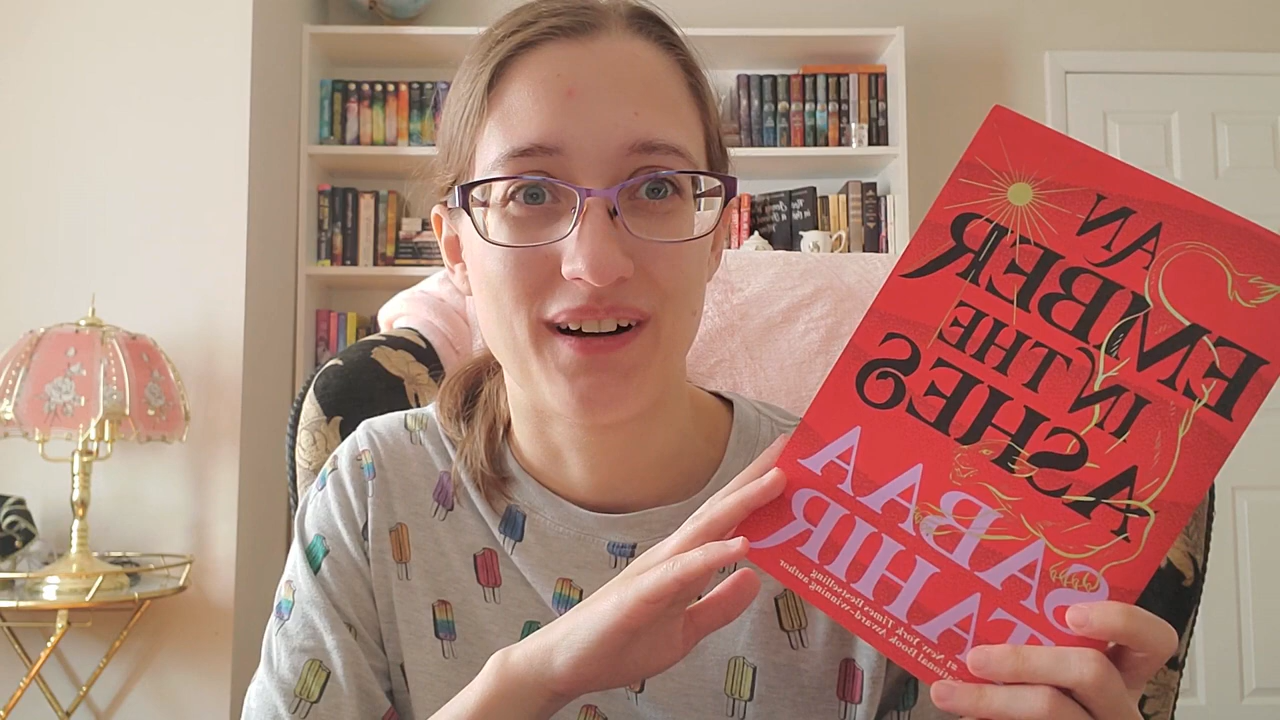 AN
EMBER
IN THE
ASHES
SABAA
TAHIR
#1 New York Times Bestselling
National Book Award-winning author